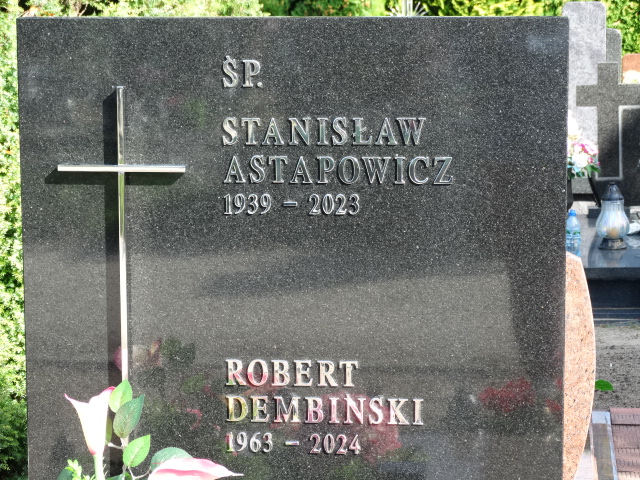 ŚP.
STANISŁAW
ASTAPOWICZ
1939 – 2023
ROBERT
DEMBIŃSKI
1963 – 2024